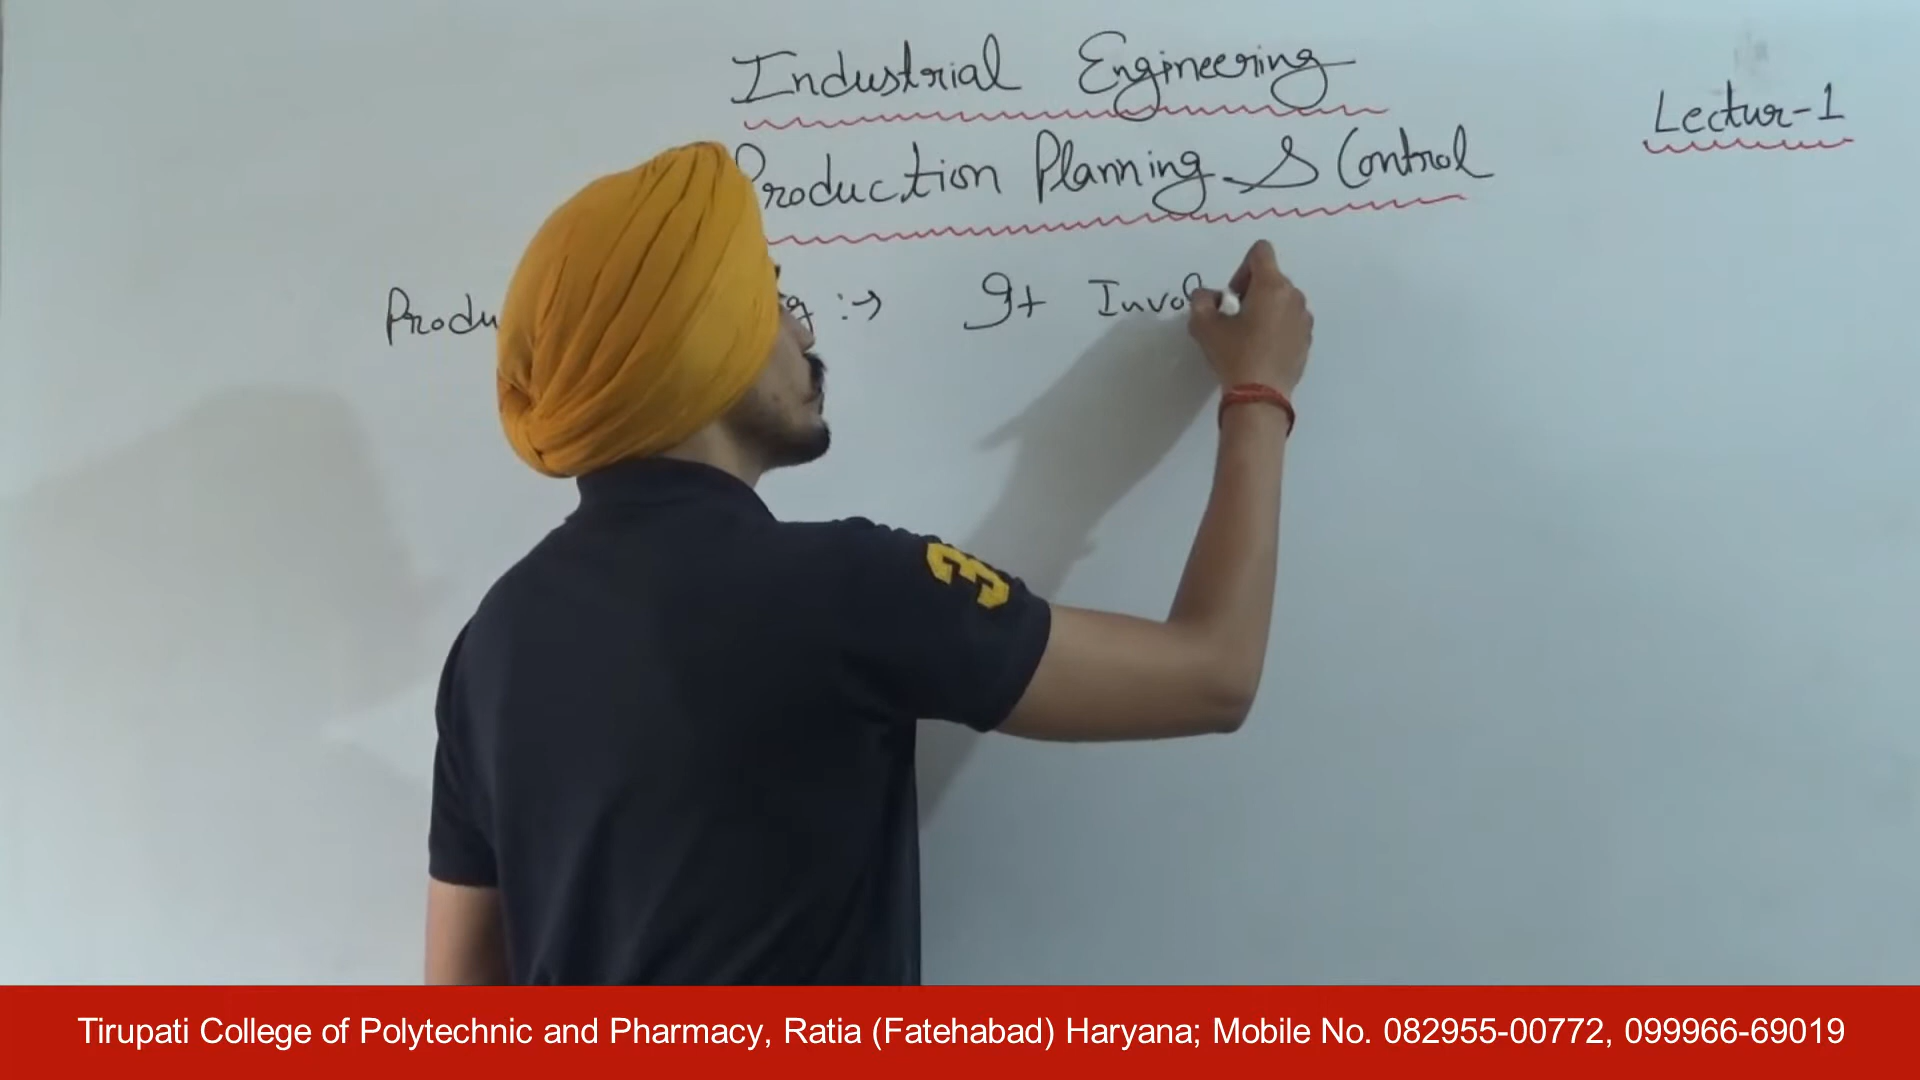 Industrial Engineering
Lectur-1
Production Planning & Control
:→ It
3
Tirupati College of Polytechnic and Pharmacy, Ratia (Fatehabad) Haryana; Mobile No. 082955-00772, 099966-69019